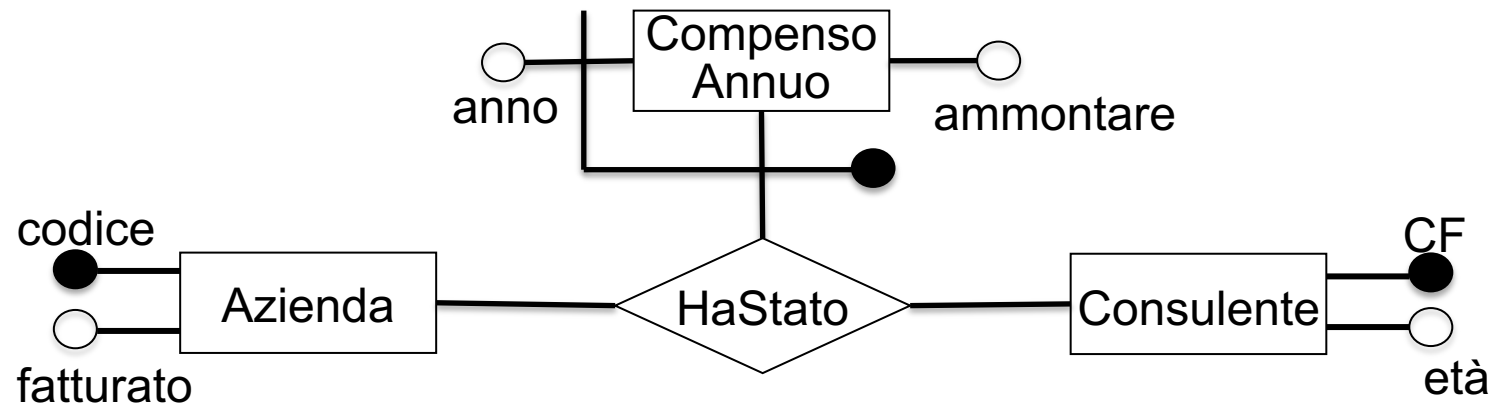 Compenso
Annuo
anno
ammontare
codice
CF
Azienda
HaStato
Consulente
fatturato
età